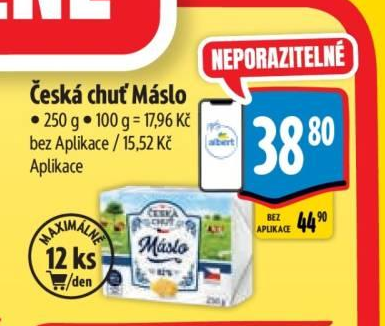 NEPORAZITELNÉ
Česká chuť Máslo
• 250 g • 100 g = 17,96 Kč
bez Aplikace / 15,52 Kč
Aplikace
albert
38 80
BEZ
APLIKACE 44 90
MAXIMÁLNĚ
12 ks
/den
ČESKÁ
CHUŤ
Máslo
82%
250 g